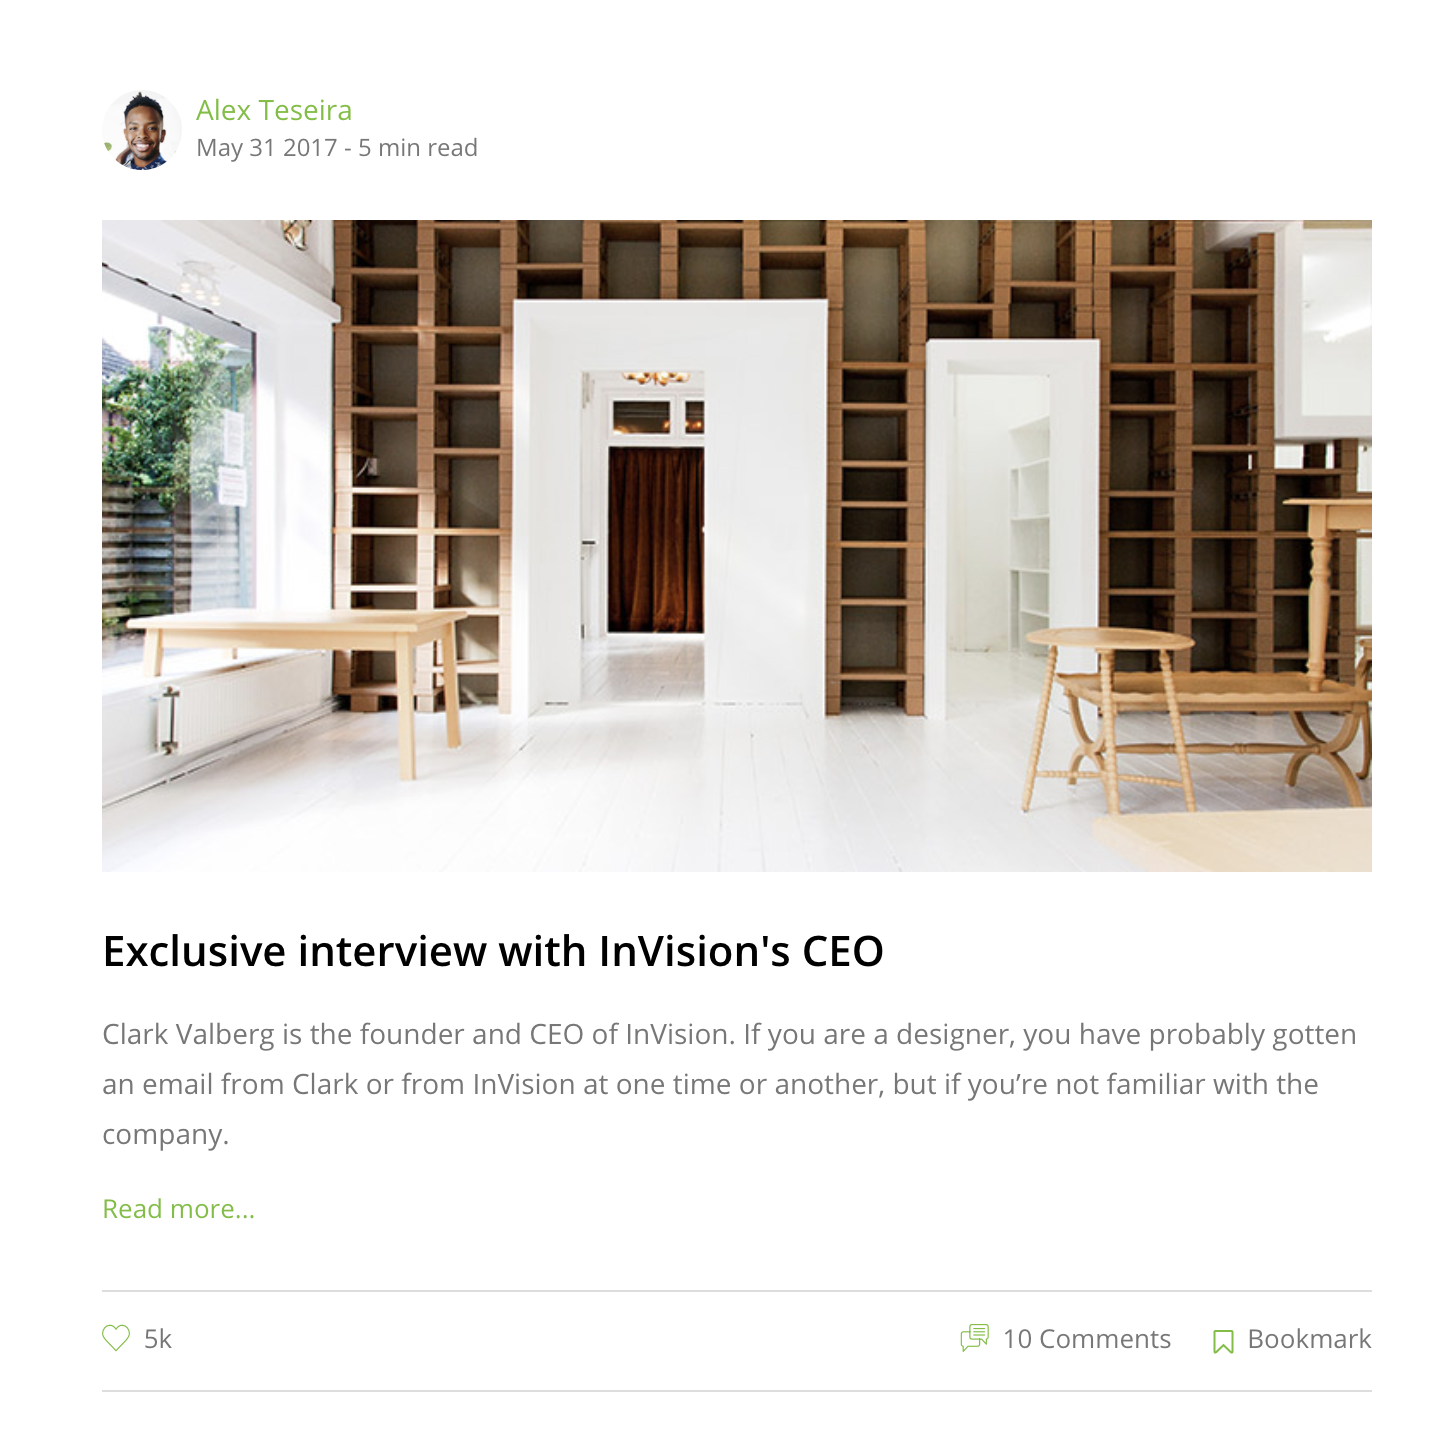 Alex Teseira
May 31 2017 - 5 min read
Exclusive interview with InVision's CEO
Clark Valberg is the founder and CEO of InVision. If you are a designer, you have probably gotten
an email from Clark or from InVision at one time or another, but if you’re not familiar with the
company.
Read more...
5k
10 Comments
Bookmark